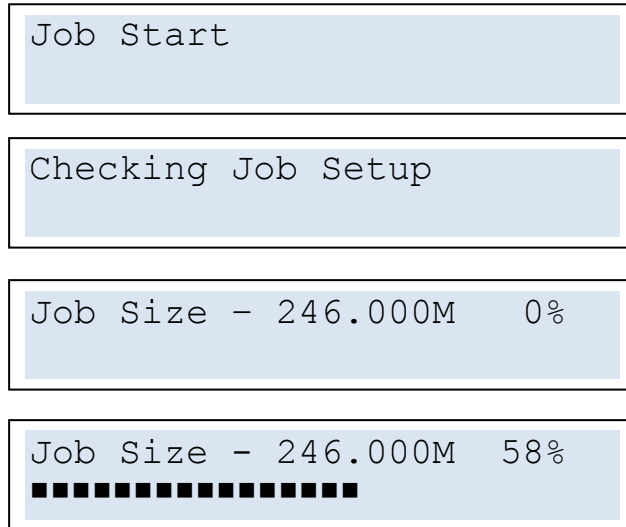 Job Start
Checking Job Setup
Job Size – 246.000M   0%
Job Size - 246.000M  58%
■■■■■■■■■■■■■■■■